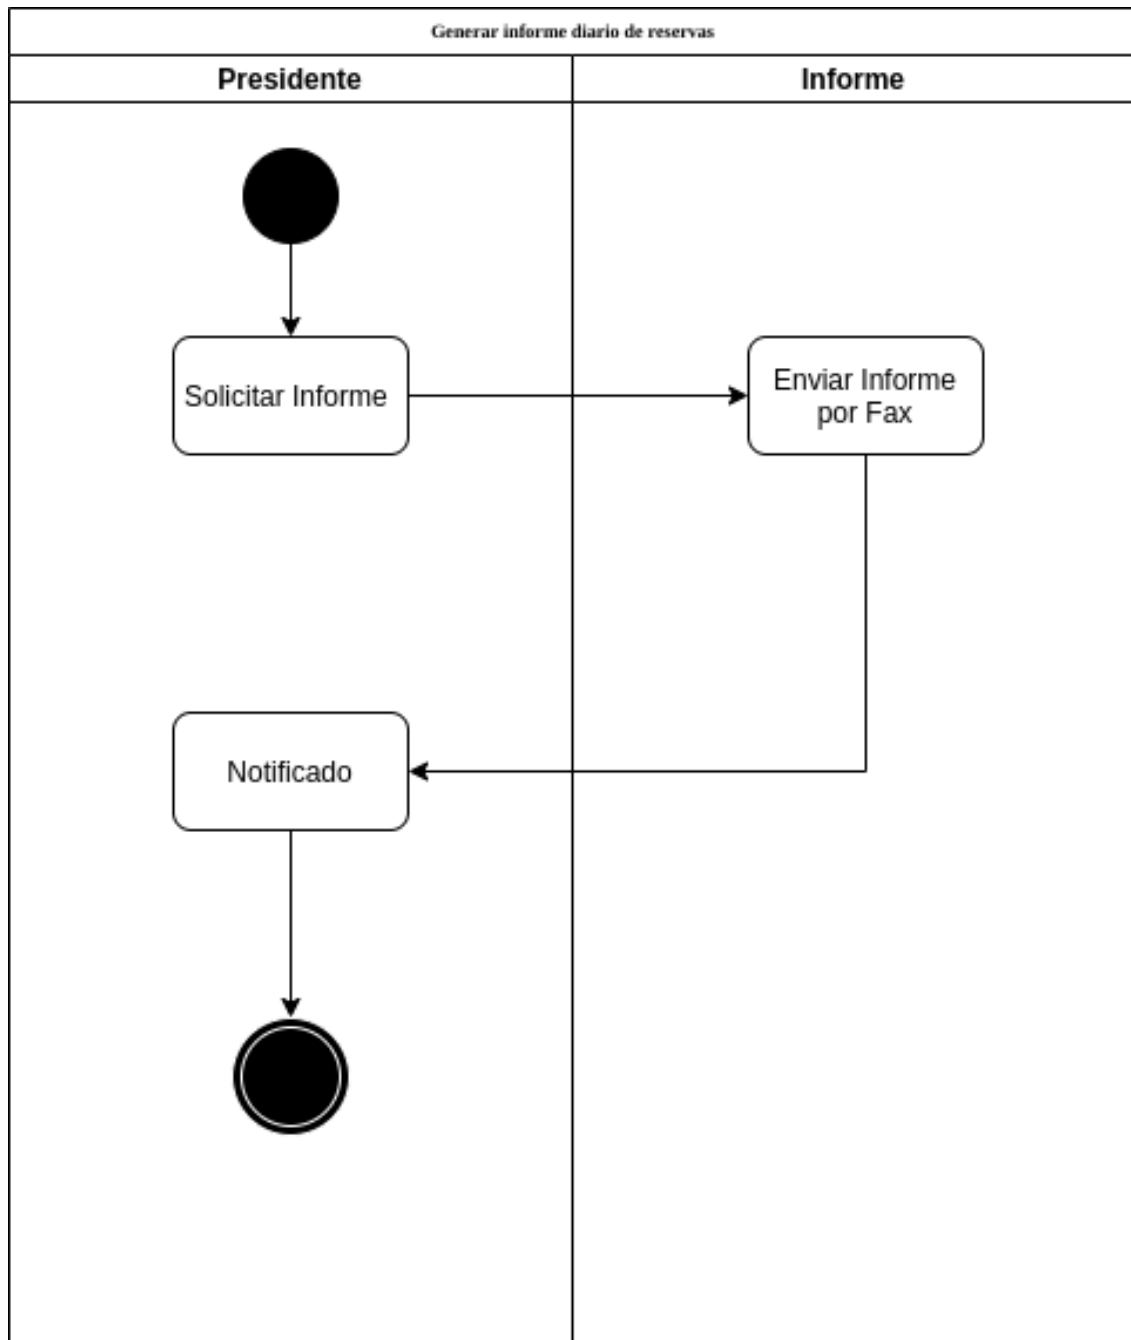 Generar informe diario de reservas
Presidente
Informe
Solicitar Informe
Enviar Informe
por Fax
Notificado